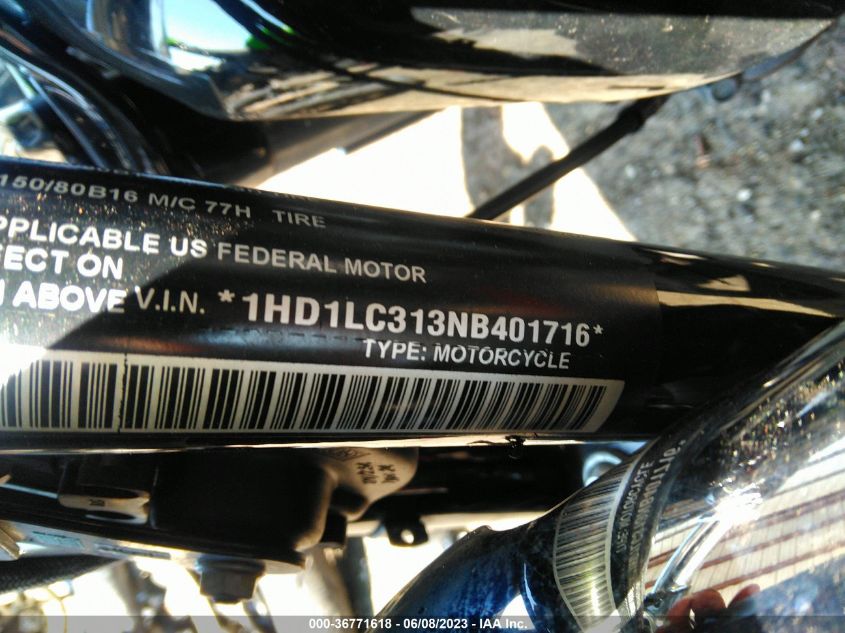 150/80B16 M/C 77H TIRE
APPLICABLE US FEDERAL MOTOR
ECT ON
ABOVE V.I.N. *1HD1LC313NB401716*
TYPE: MOTORCYCLE
000-36771618 - 06/08/2023 - IAA Inc.